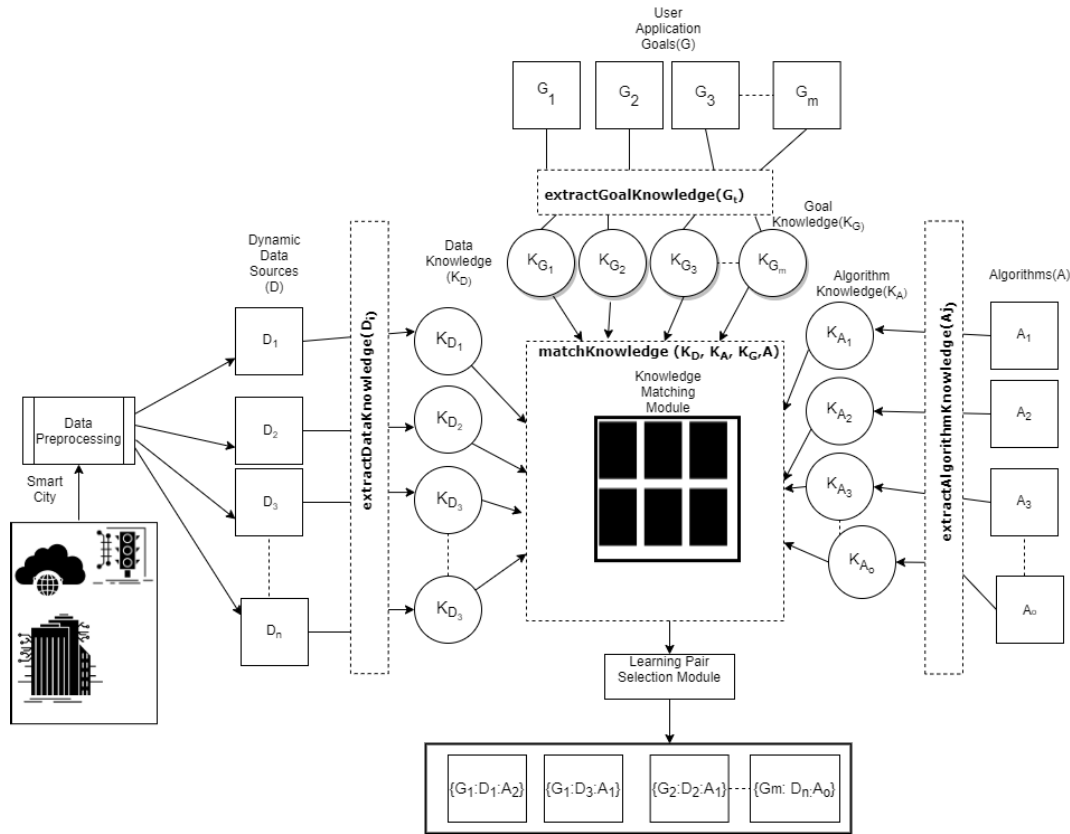 User
Application
Goals(G)
G1
G2
G3
Gm
extractGoalKnowledge(Gt)
Goal
Knowledge(KG)
KG1
KG2
KG3
KGm
Dynamic
Data
Sources
(D)
Data
Knowledge
(KD)
Algorithm
Knowledge(KA)
Algorithms(A)
D1
D2
D3
Dn
extractDataKnowledge(Di)
KD1
KD2
KD3
KD3
matchKnowledge (KD, KA, KG,A)
Knowledge
Matching
Module
KA1
KA2
KA3
KAo
extractAlgorithmKnowledge(Aj)
A1
A2
A3
Ao
Data
Preprocessing
Smart
City
Learning Pair
Selection Module
{G1:D1:A2}
{G1:D3:A1}
{G2:D2:A1}
{Gm: Dn:Ao}